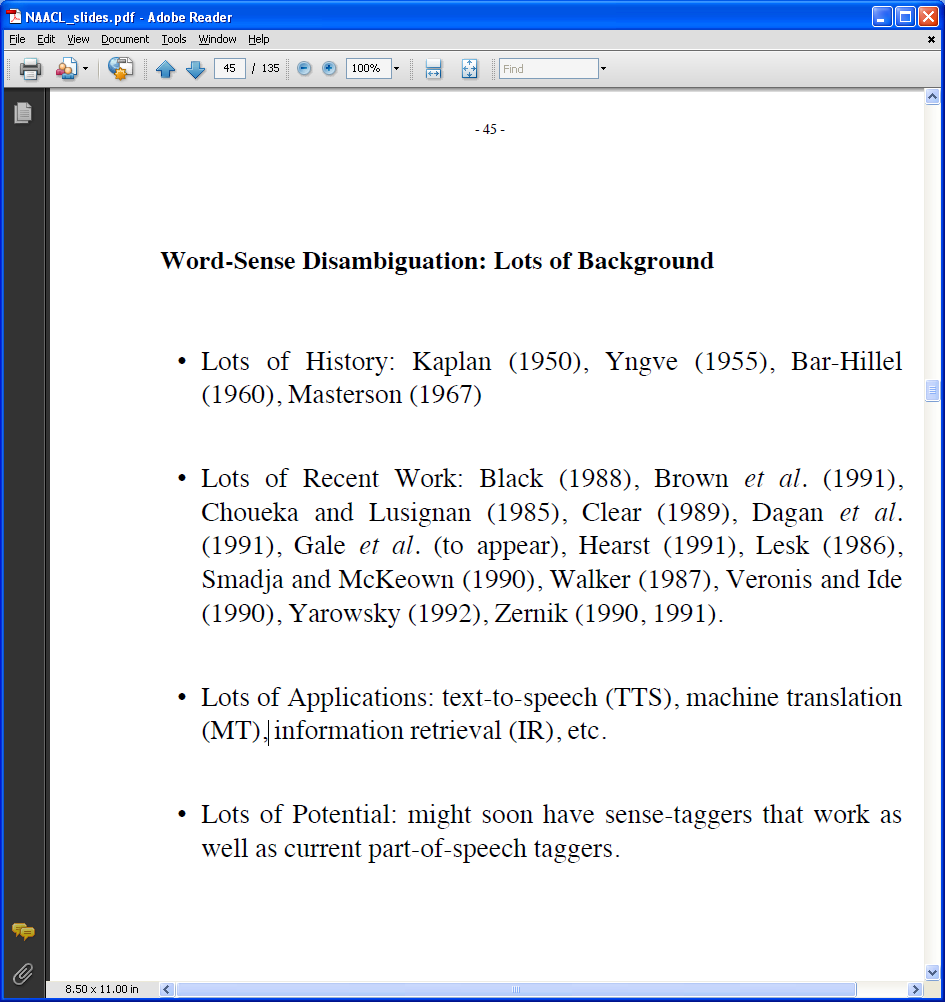 NAACL_slides.pdf - Adobe Reader
File Edit View Document Tools Window Help
45 / 135 100% Find
- 45 -
Word-Sense Disambiguation: Lots of Background
• Lots of History: Kaplan (1950), Yngve (1955), Bar-Hillel
(1960), Masterson (1967)
• Lots of Recent Work: Black (1988), Brown et al. (1991),
Choueka and Lusignan (1985), Clear (1989), Dagan et al.
(1991), Gale et al. (to appear), Hearst (1991), Lesk (1986),
Smadja and McKeown (1990), Walker (1987), Veronis and Ide
(1990), Yarowsky (1992), Zernik (1990, 1991).
• Lots of Applications: text-to-speech (TTS), machine translation
(MT), information retrieval (IR), etc.
• Lots of Potential: might soon have sense-taggers that work as
well as current part-of-speech taggers.
8.50 x 11.00 in